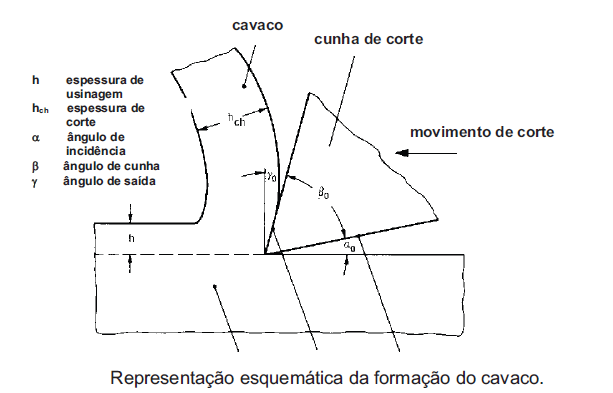 cavaco
cunha de corte
h espessura de
usinagem
hch espessura de
corte
α ângulo de
incidência
β ângulo de cunha
γ ângulo de saída
movimento de corte
hch
γ0
β0
h
α0
Representação esquemática da formação do cavaco.